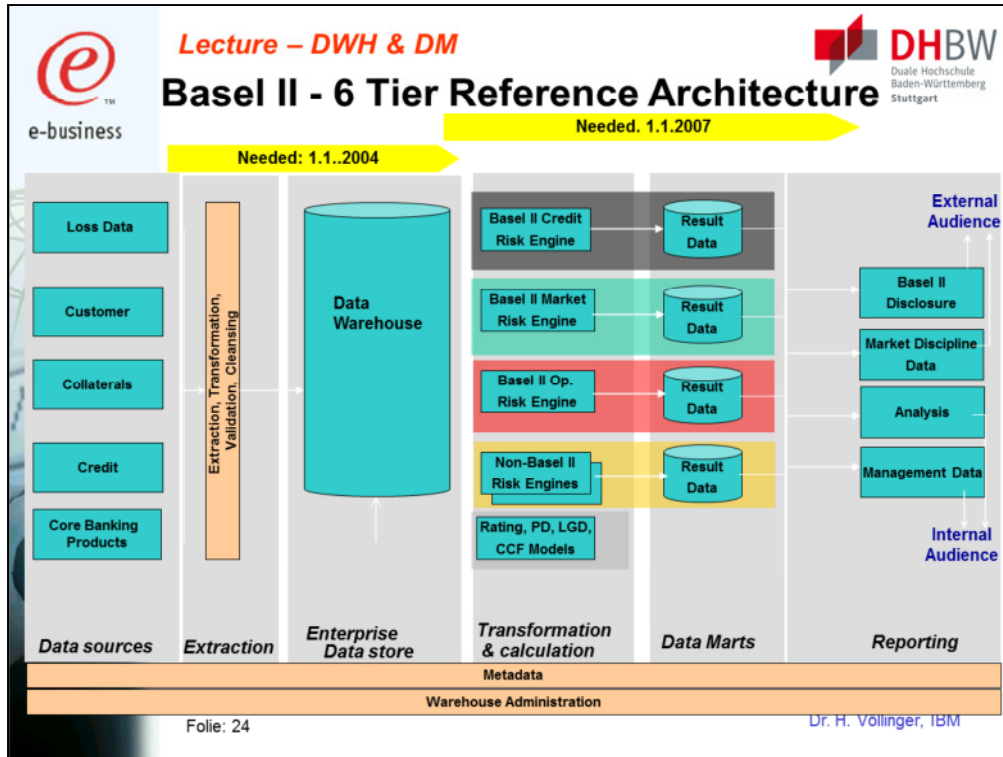 Lecture – DWH & DM
Basel II - 6 Tier Reference Architecture
e
TM
e-business
DHBW
Duale Hochschule
Baden-Württemberg
Stuttgart
Needed. 1.1.2007
Needed: 1.1..2004
Loss Data
Customer
Collaterals
Credit
Core Banking
Products
Extraction, Transformation,
Validation, Cleansing
Data
Warehouse
Basel II Credit
Risk Engine
Result
Data
Basel II Market
Risk Engine
Result
Data
Basel II Op.
Risk Engine
Result
Data
Non-Basel II
Risk Engines
Result
Data
Rating, PD, LGD,
CCF Models
External
Audience
Basel II
Disclosure
Market Discipline
Data
Analysis
Management Data
Internal
Audience
Data sources
Extraction
Enterprise
Data store
Transformation
& calculation
Data Marts
Reporting
Metadata
Warehouse Administration
Folie: 24
Dr. H. Völlinger, IBM